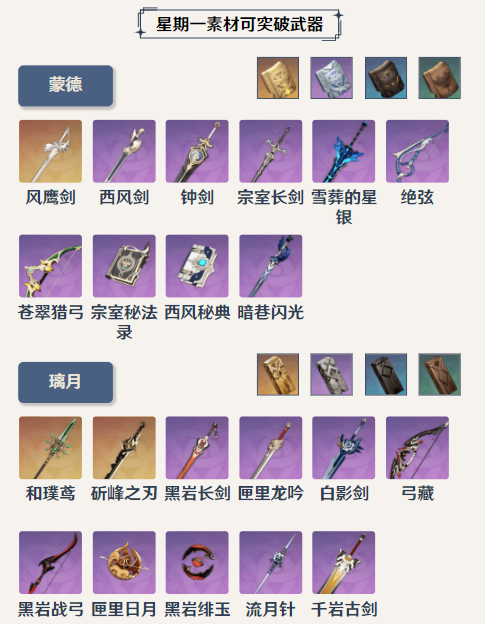 星期一素材可突破武器
蒙德
风鹰剑 西风剑 钟剑 宗室长剑 雪葬的星 绝弦
银
苍翠猎弓 宗室秘法 西风秘典 暗巷闪光
录
璃月
和璞鸢 斫峰之刃 黑岩长剑 匣里龙吟 白影剑 弓藏
黑岩战弓 匣里日月 黑岩绯玉 流月针 千岩古剑